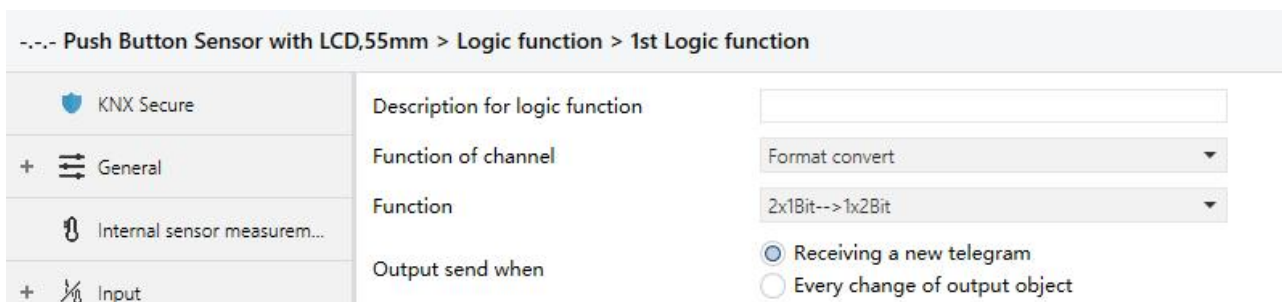 -.-.- Push Button Sensor with LCD,55mm > Logic function > 1st Logic function
KNX Secure
Description for logic function
+ General
Function of channel
Format convert
Function
2x1Bit-->1x2Bit
Internal sensor measurem...
Output send when
Receiving a new telegram
Every change of output object
+ Input